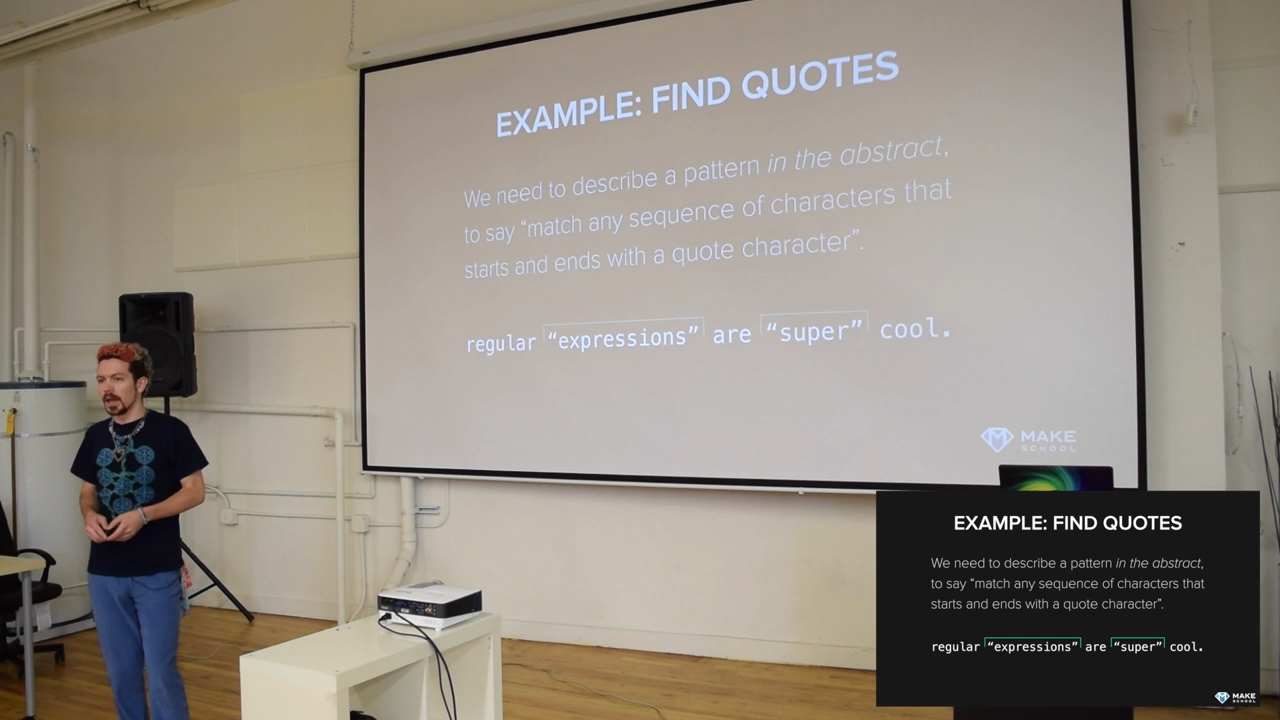 EXAMPLE: FIND QUOTES
We need to describe a pattern in the abstract,
to say “match any sequence of characters that
starts and ends with a quote character”.
regular “expressions” are “super” cool.
MAKE
SCHOOL
EXAMPLE: FIND QUOTES
We need to describe a pattern in the abstract,
to say “match any sequence of characters that
starts and ends with a quote character”.
regular “expressions” are “super” cool.
MAKE
SCHOOL